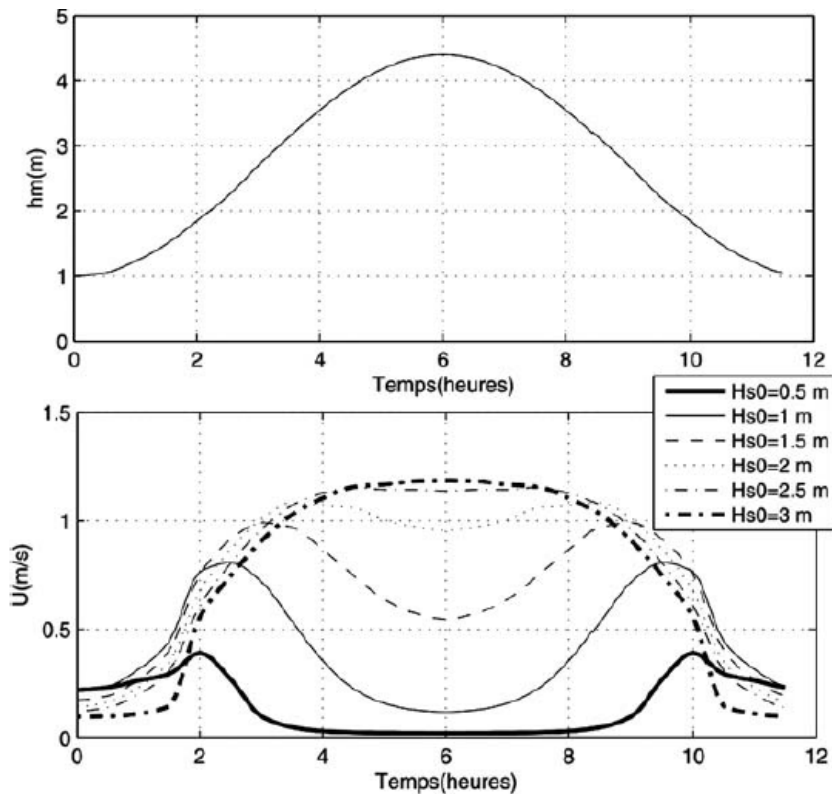 5
4
3
2
1
0
hm(m)
0 2 4 6 8 10 12
Temps(heures)
Hs0=0.5 m
Hs0=1 m
Hs0=1.5 m
Hs0=2 m
Hs0=2.5 m
Hs0=3 m
1.5
1
0.5
0
U(m/s)
0 2 4 6 8 10 12
Temps(heures)